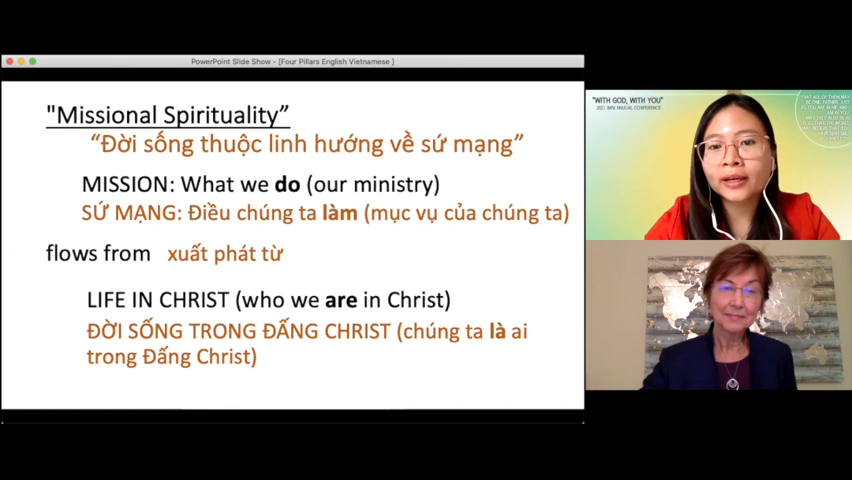 PowerPoint Slide Show - [Four Pillars English Vietnamese ]
"Missional Spirituality”
“Đời sống thuộc linh hướng về sứ mạng”
MISSION: What we do (our ministry)
SỨ MẠNG: Điều chúng ta làm (mục vụ của chúng ta)
flows from xuất phát từ
LIFE IN CHRIST (who we are in Christ)
ĐỜI SỐNG TRONG ĐẤNG CHRIST (chúng ta là ai
trong Đấng Christ)
"WITH GOD, WITH YOU"
ANNUAL CONFERENCE